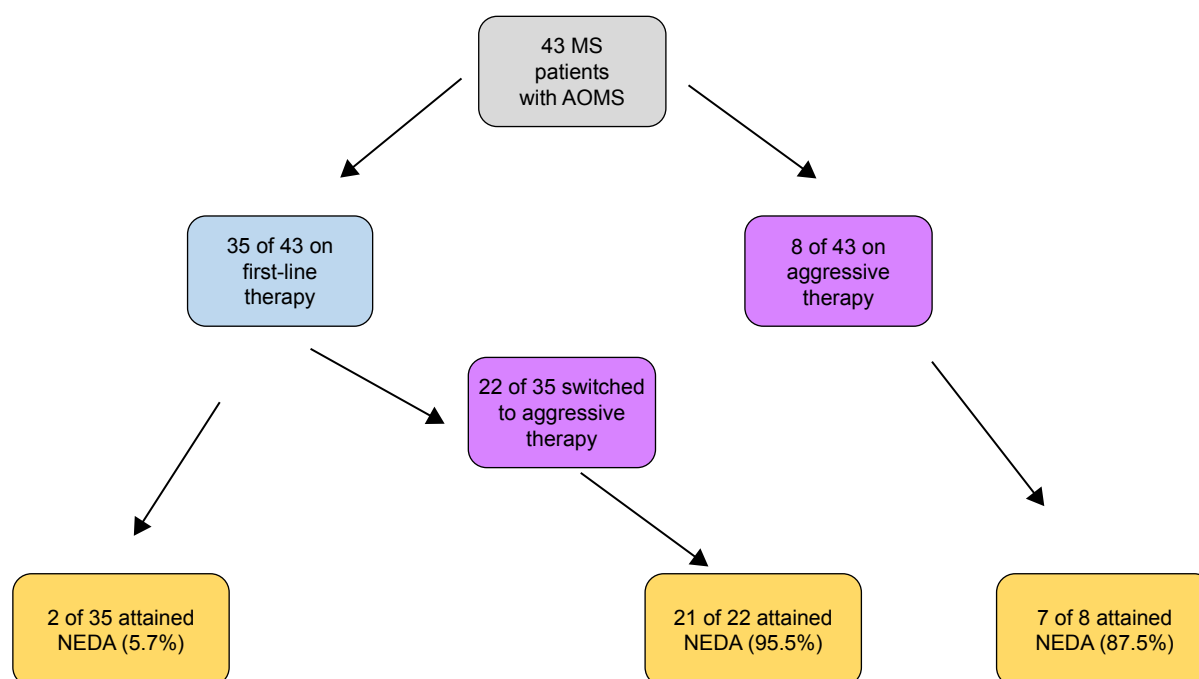 43 MS
patients
with AOMS
35 of 43 on
first-line
therapy
8 of 43 on
aggressive
therapy
22 of 35 switched
to aggressive
therapy
2 of 35 attained
NEDA (5.7%)
21 of 22 attained
NEDA (95.5%)
7 of 8 attained
NEDA (87.5%)